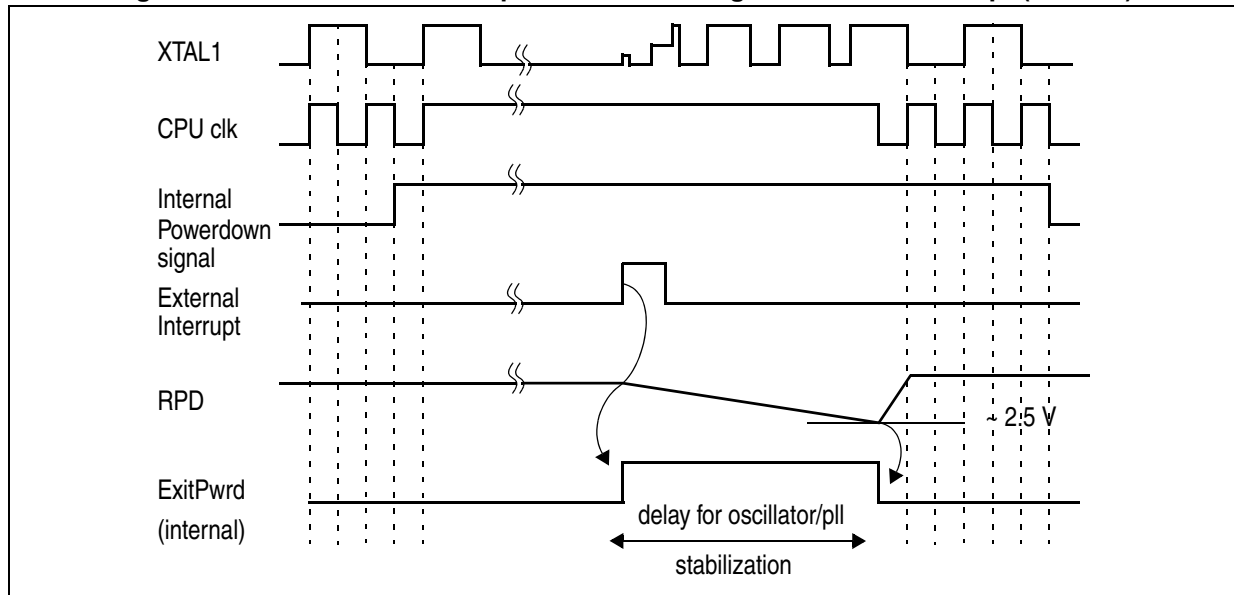 XTAL1
CPU clk
Internal
Powerdown
signal
External
Interrupt
RPD
~ 2.5 V
ExitPwrd
(internal)
delay for oscillator/pll
stabilization